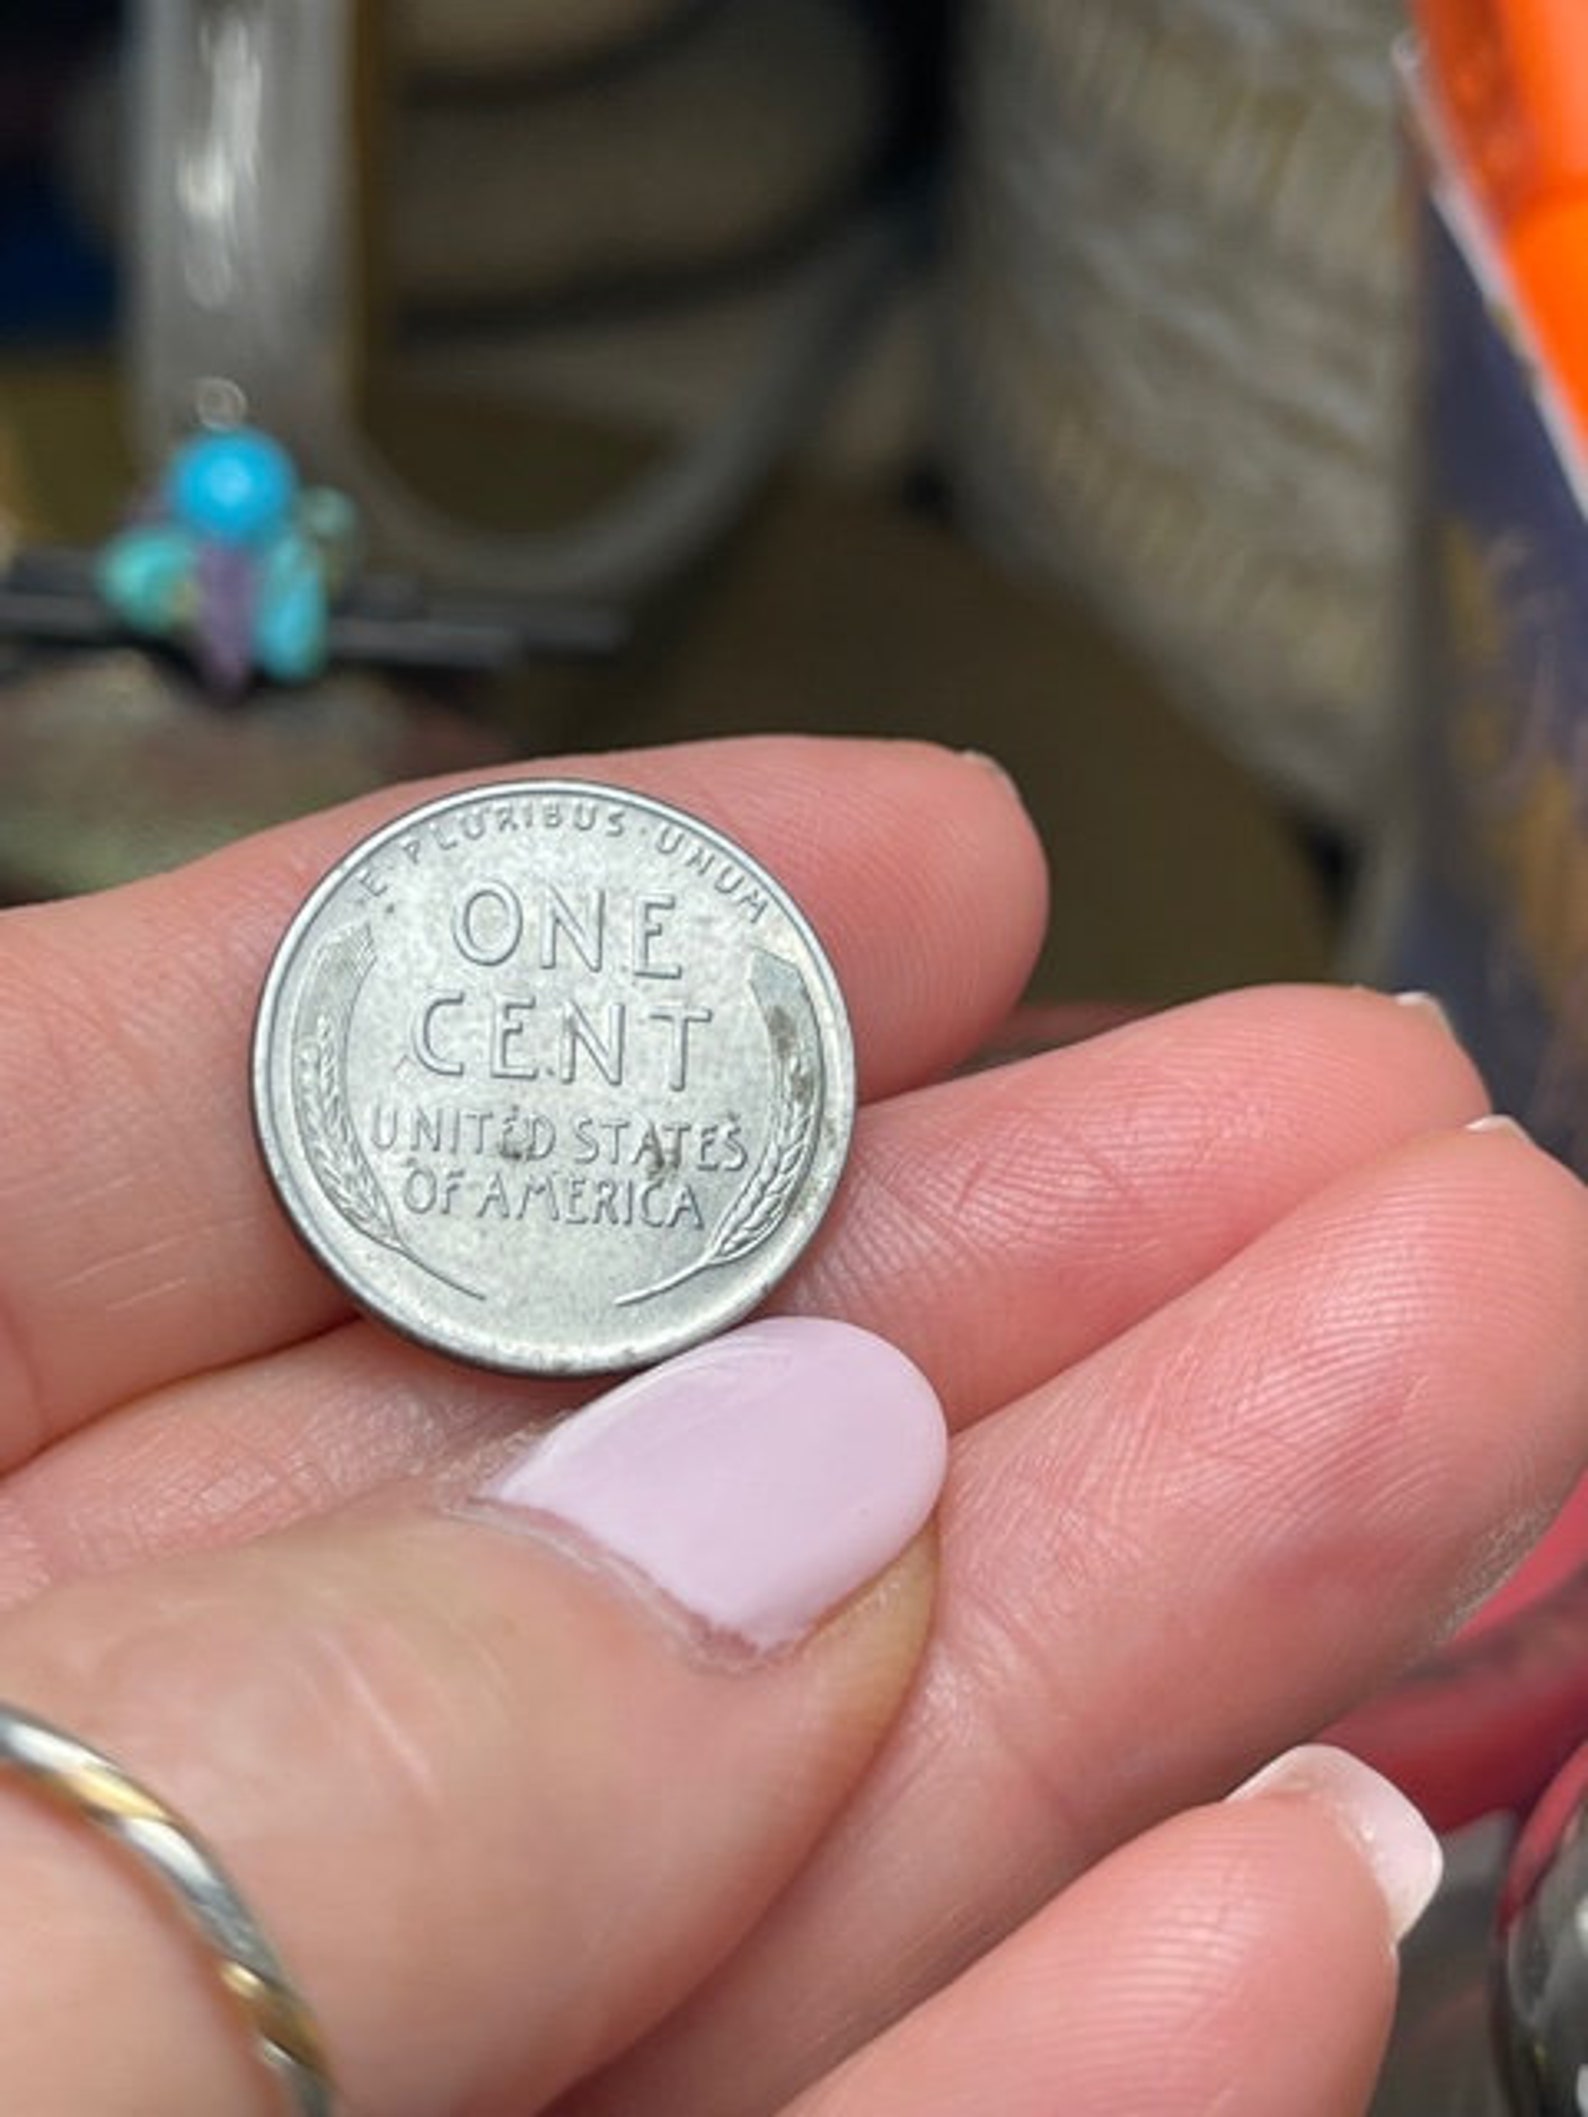 E·PLURIBUS·UNUM
ONE
CENT
UNITED STATES
OF AMERICA